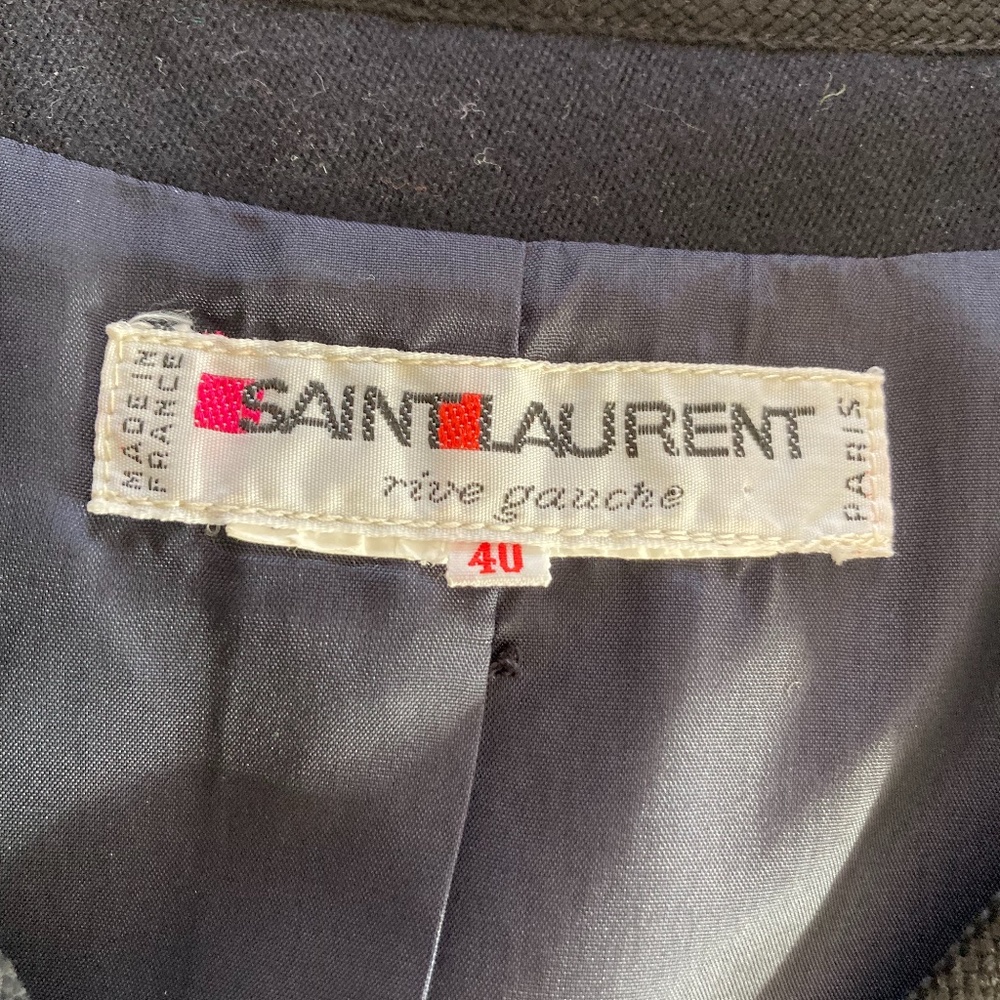 MADE IN
FRANCE
SAINT LAURENT
rive gauche
PARIS
40